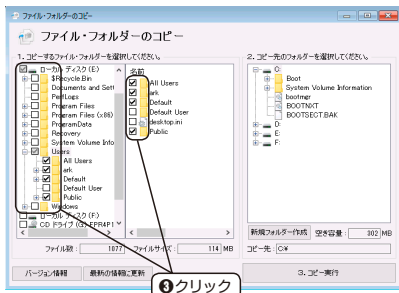 ファイル・フォルダーのコピー
ファイル・フォルダーのコピー
1. コピーするファイル・フォルダーを選択してください。
ローカル ディスク (E:)
$Recycle.Bin
Documents and Sett
PerfLogs
Program Files
Program Files (x86)
ProgramData
Recovery
System Volume Info
Users
All Users
ark
Default
Default User
Public
Windows
ローカル ディスク (F:)
CD ドライブ (G:) EPR4P1
名前
All Users
ark
Default
Default User
desktop.ini
Public
ファイル数: 1077 ファイルサイズ: 114 MB
バージョン情報
最新の情報に更新
2. コピー先のフォルダーを選択してください。
C:
Boot
System Volume Information
bootmgr
BOOTNXT
BOOTSECT.BAK
D:
E:
F:
新規フォルダー作成 空き容量: 302 MB
コピー先: C:¥
3. コピー実行
❸クリック